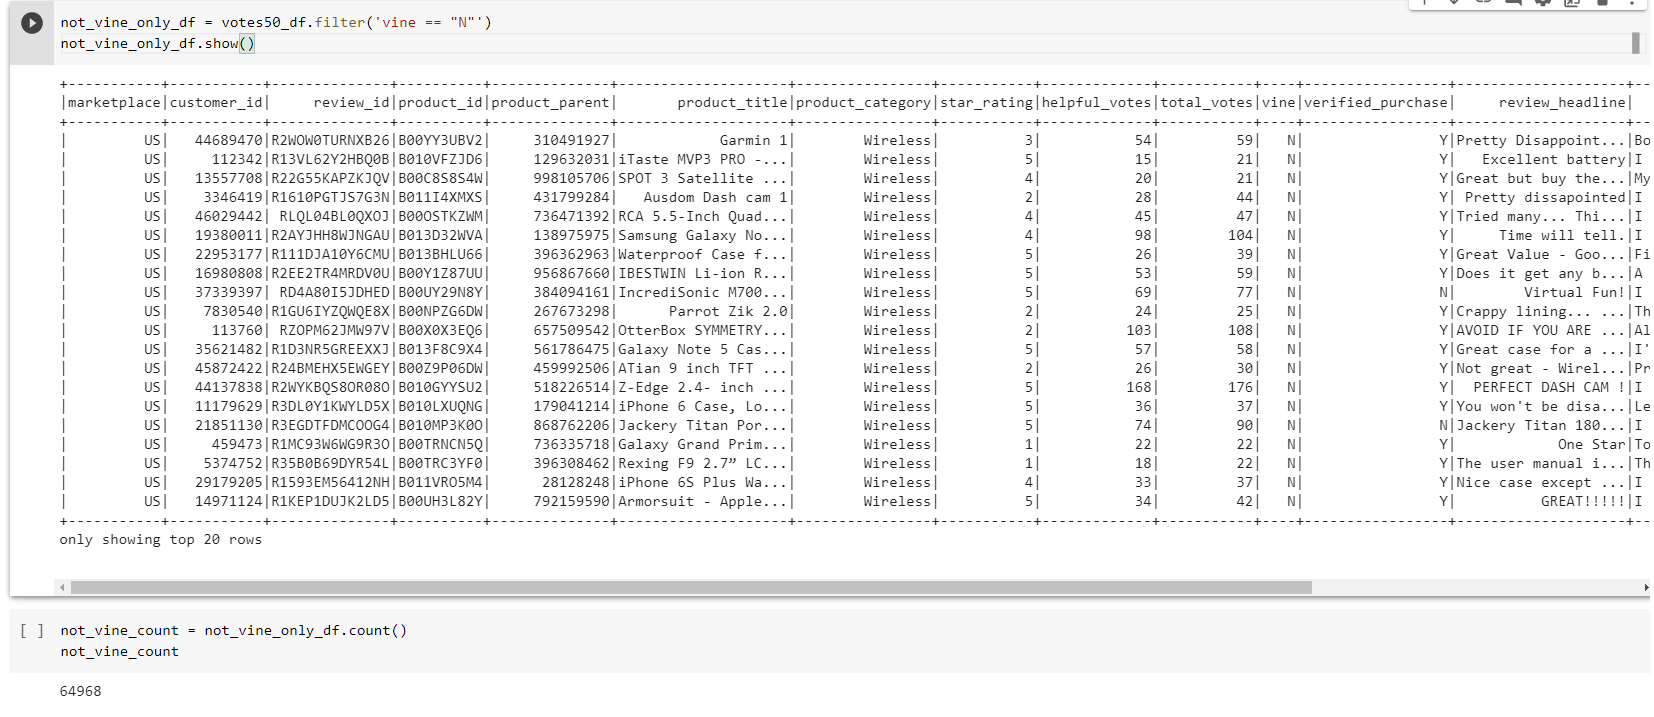 not_vine_only_df = votes50_df.filter('vine == "N"')
not_vine_only_df.show()
+-----------+-----------+--------------+----------+--------------+--------------------+----------------+-----------+-------------+-----------+----+-----------------+--------------------+--
|marketplace|customer_id|     review_id|product_id|product_parent|       product_title|product_category|star_rating|helpful_votes|total_votes|vine|verified_purchase|     review_headline|
+-----------+-----------+--------------+----------+--------------+--------------------+----------------+-----------+-------------+-----------+----+-----------------+--------------------+--
|         US|   44689470|R2WOW0TURNXB26|B00YY3UBV2|     310491927|            Garmin 1|        Wireless|          3|           54|         59|   N|                Y|Pretty Disappoint...|Bo
|         US|     112342|R13VL62Y2HBQ0B|B010VFZJD6|     129632031|iTaste MVP3 PRO -...|        Wireless|          5|           15|         21|   N|                Y|   Excellent battery|I
|         US|   13557708|R22G55KAPZKJQV|B00C8S8S4W|     998105706|SPOT 3 Satellite ...|        Wireless|          4|           20|         21|   N|                Y|Great but buy the...|My
|         US|    3346419|R1610PGTJS7G3N|B011I4XMXS|     431799284|   Ausdom Dash cam 1|        Wireless|          2|           28|         44|   N|                Y| Pretty dissapointed|I
|         US|   46029442| RLQL04BL0QXOJ|B00OSTKZWM|     736471392|RCA 5.5-Inch Quad...|        Wireless|          4|           45|         47|   N|                Y|Tried many... Thi...|I
|         US|   19380011|R2AYJHH8WJNGAU|B013D32WVA|     138975975|Samsung Galaxy No...|        Wireless|          4|           98|        104|   N|                Y|     Time will tell.|I
|         US|   22953177|R111DJA10Y6CMU|B013BHLU66|     396362963|Waterproof Case f...|        Wireless|          5|           26|         39|   N|                Y|Great Value - Goo...|Fi
|         US|   16980808|R2EE2TR4MRDV0U|B00Y1Z87UU|     956867660|IBESTWIN Li-ion R...|        Wireless|          5|           53|         59|   N|                Y|Does it get any b...|A
|         US|   37339397| RD4A80I5JDHED|B00UY29N8Y|     384094161|IncrediSonic M700...|        Wireless|          5|           69|         77|   N|                N|        Virtual Fun!|I
|         US|    7830540|R1GU6IYZQWQE8X|B00NPZG6DW|     267673298|      Parrot Zik 2.0|        Wireless|          2|           24|         25|   N|                Y|Crappy lining... ...|Th
|         US|     113760| RZOPM62JMW97V|B00X0X3EQ6|     657509542|OtterBox SYMMETRY...|        Wireless|          2|          103|        108|   N|                Y|AVOID IF YOU ARE ...|Al
|         US|   35621482|R1D3NR5GREEXXJ|B013F8C9X4|     561786475|Galaxy Note 5 Cas...|        Wireless|          5|           57|         58|   N|                Y|Great case for a ...|I'
|         US|   45872422|R24BMEHX5EWGEY|B00Z9P06DW|     459992506|ATian 9 inch TFT ...|        Wireless|          2|           26|         30|   N|                Y|Not great - Wirel...|Pr
|         US|   44137838|R2WYKBQS8OR08O|B010GYYSU2|     518226514|Z-Edge 2.4- inch ...|        Wireless|          5|          168|        176|   N|                Y|  PERFECT DASH CAM !|I
|         US|   11179629|R3DL0Y1KWYLD5X|B010LXUQNG|     179041214|iPhone 6 Case, Lo...|        Wireless|          5|           36|         37|   N|                Y|You won't be disa...|Le
|         US|   21851130|R3EGDTFDMCOOG4|B010MP3K0O|     868762206|Jackery Titan Por...|        Wireless|          5|           74|         90|   N|                N|Jackery Titan 180...|I
|         US|     459473|R1MC93W6WG9R3O|B00TRNCN5Q|     736335718|Galaxy Grand Prim...|        Wireless|          1|           22|         22|   N|                Y|            One Star|To
|         US|    5374752|R35B0B69DYR54L|B00TRC3YF0|     396308462|Rexing F9 2.7” LC...|        Wireless|          1|           18|         22|   N|                Y|The user manual i...|Th
|         US|   29179205|R1593EM56412NH|B011VRO5M4|      28128248|iPhone 6S Plus Wa...|        Wireless|          4|           33|         37|   N|                Y|Nice case except ...|I
|         US|   14971124|R1KEP1DUJK2LD5|B00UH3L82Y|     792159590|Armorsuit - Apple...|        Wireless|          5|           34|         42|   N|                Y|          GREAT!!!!!|I
+-----------+-----------+--------------+----------+--------------+--------------------+----------------+-----------+-------------+-----------+----+-----------------+--------------------+--
only showing top 20 rows
[ ] not_vine_count = not_vine_only_df.count()
not_vine_count
64968